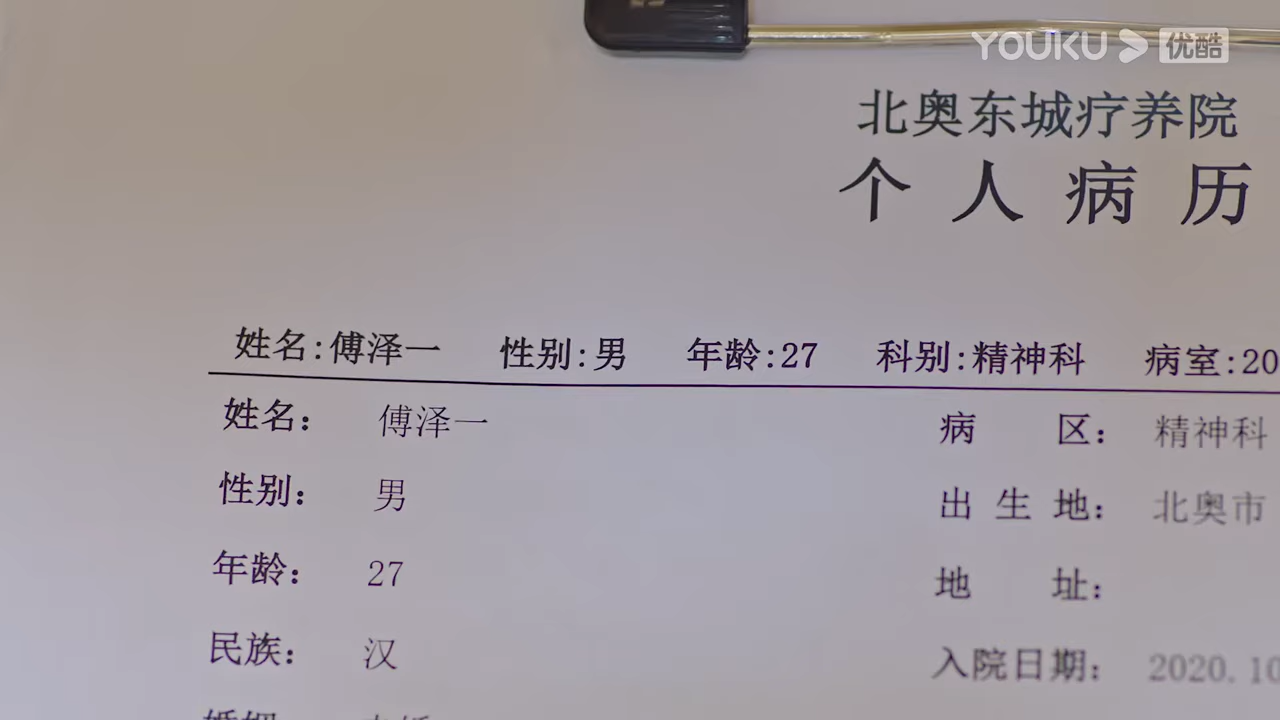 YOUKU 优酷
北奥东城疗养院
个人病历
姓名:傅泽一 性别:男 年龄:27 科别:精神科 病室:20
姓名: 傅泽一 病区: 精神科
性别: 男 出生地: 北奥市
年龄: 27 地址:
民族: 汉 入院日期: 2020.10